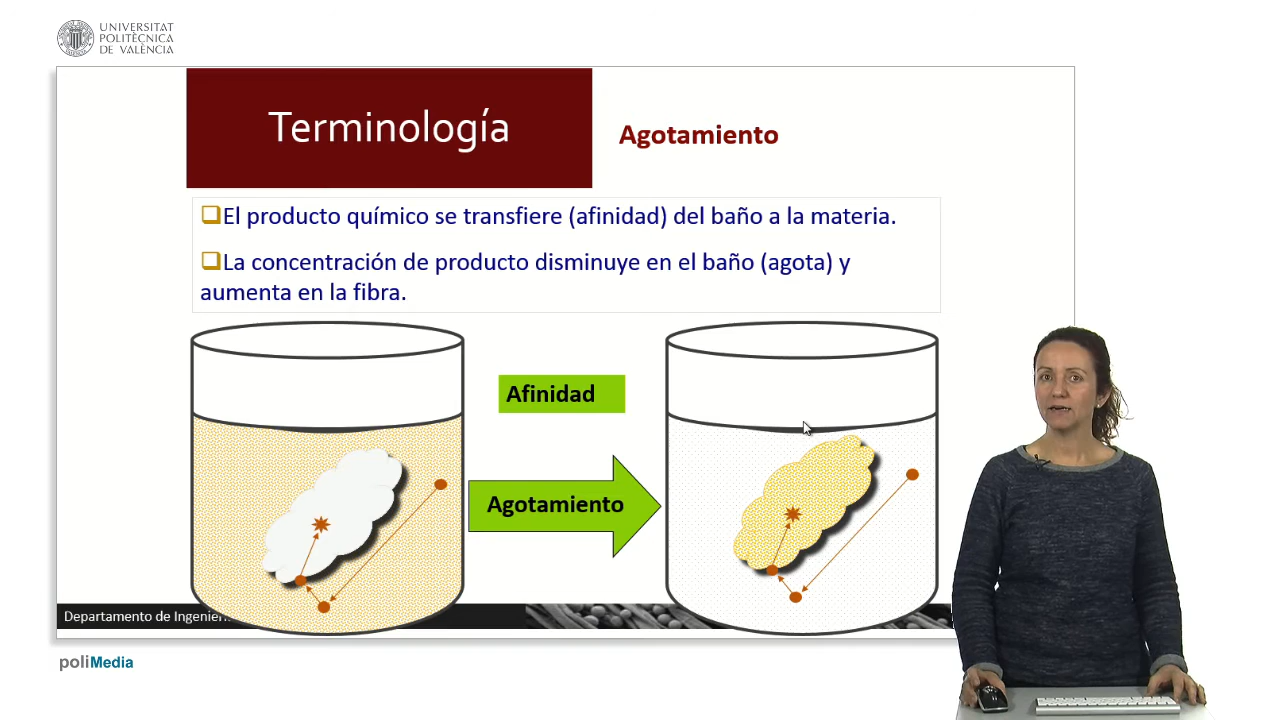 UNIVERSITAT
POLITÈCNICA
DE VALÈNCIA
Terminología
Agotamiento
El producto químico se transfiere (afinidad) del baño a la materia.
La concentración de producto disminuye en el baño (agota) y
aumenta en la fibra.
Afinidad
Agotamiento
Departamento de
poliMedia